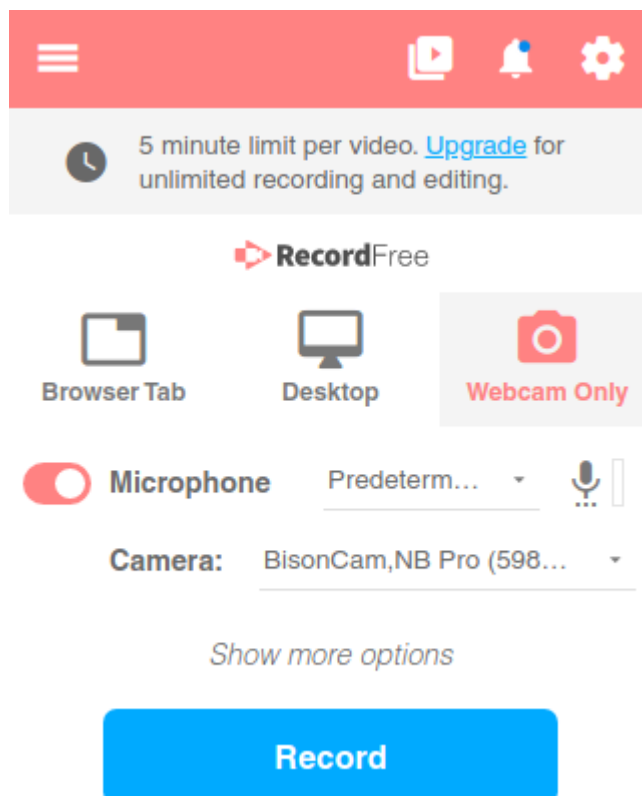 5 minute limit per video. Upgrade for
unlimited recording and editing.
RecordFree
Browser Tab
Desktop
Webcam Only
Microphone
Predeterm...
Camera:
BisonCam,NB Pro (598...
Show more options
Record